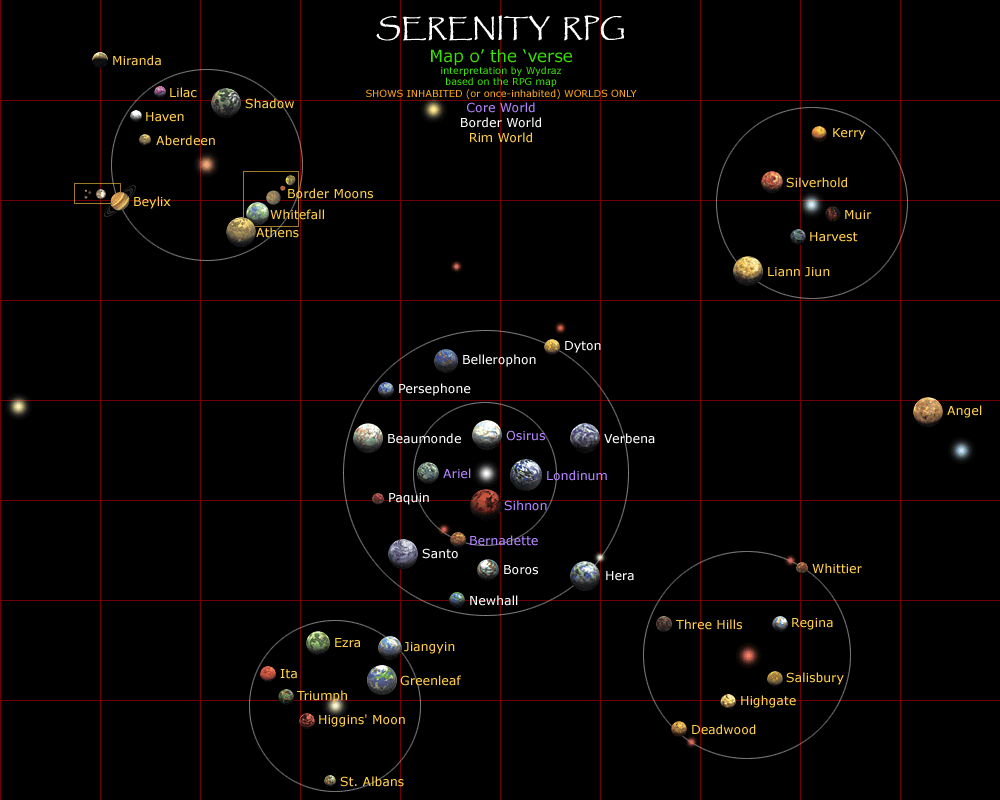 SERENITY RPG
Map o' the 'verse
interpretation by Wydraz
based on the RPG map
SHOWS INHABITED (or once-inhabited) WORLDS ONLY
Core World
Border World
Rim World
Miranda
Lilac
Shadow
Haven
Aberdeen
Beylix
Border Moons
Whitefall
Athens
Kerry
Silverhold
Muir
Harvest
Liann Jiun
Dyton
Bellerophon
Persephone
Beaumonde
Osirus
Verbena
Ariel
Londinum
Paquin
Sihnon
Bernadette
Santo
Boros
Hera
Newhall
Angel
Whittier
Three Hills
Regina
Salisbury
Highgate
Deadwood
Ezra
Jiangyin
Ita
Greenleaf
Triumph
Higgins' Moon
St. Albans